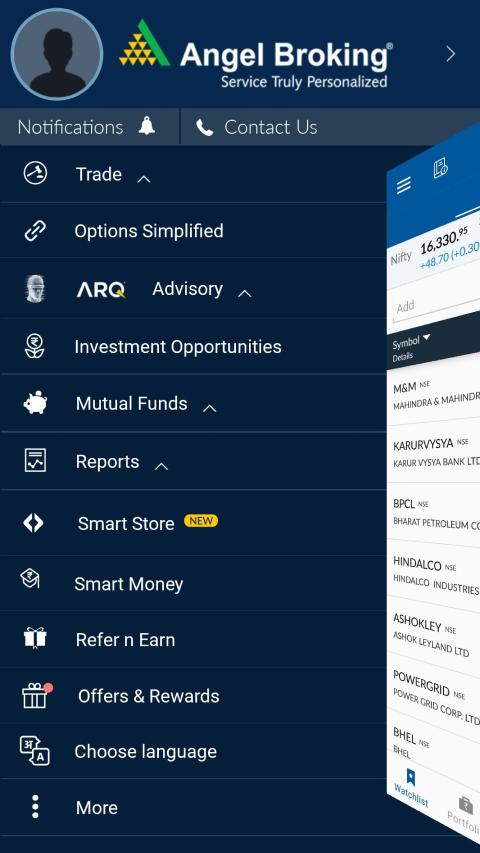 Angel Broking®
Service Truly Personalized
Notifications
Contact Us
Trade
Options Simplified
ARQ Advisory
Investment Opportunities
Mutual Funds
Reports
Smart Store NEW
Smart Money
Refer n Earn
Offers & Rewards
Choose language
अ A
More
Nifty 16,330.95
+48.70 (+0.30
Add
Symbol
Details
M&M NSE
MAHINDRA & MAHINDR
KARURVYSYA NSE
KARUR VYSYA BANK LTD
BPCL NSE
BHARAT PETROLEUM CO
HINDALCO NSE
HINDALCO INDUSTRIES
ASHOKLEY NSE
ASHOK LEYLAND LTD
POWERGRID NSE
POWER GRID CORP. LTD
BHEL NSE
BHEL
Watchlist
Portfoli